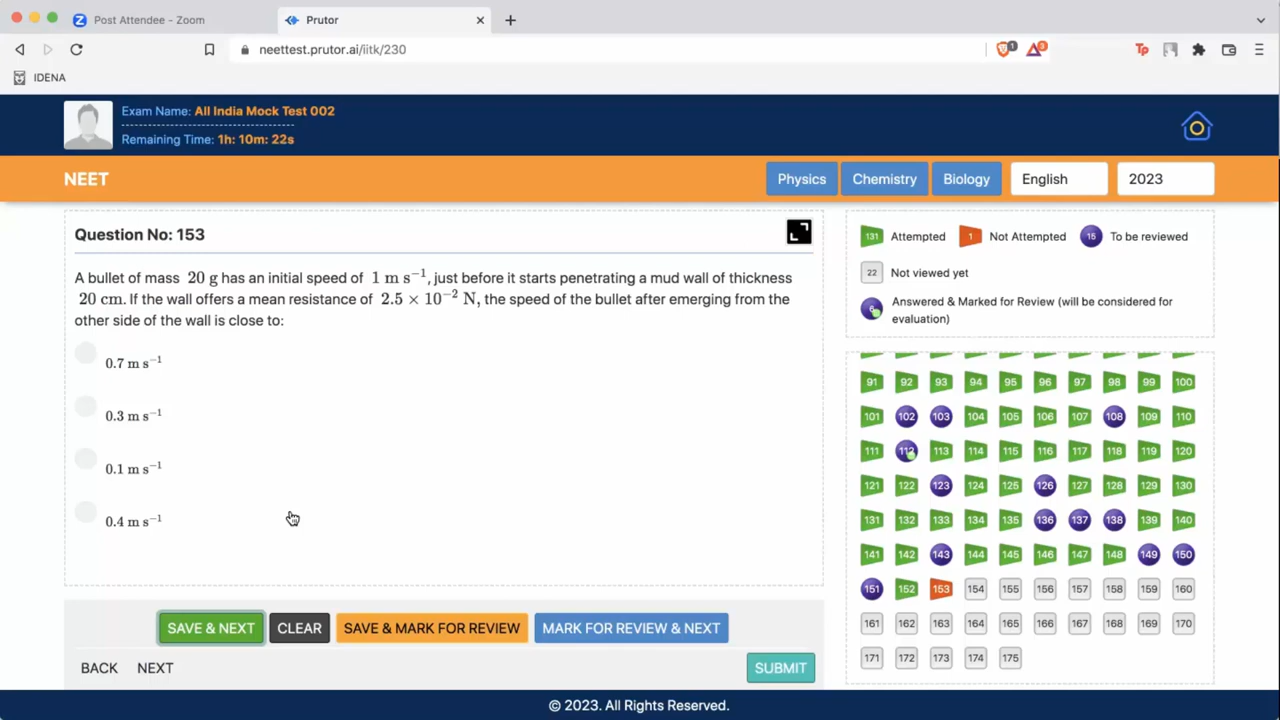 Post Attendee - Zoom
Prutor
neettest.prutor.ai/iitk/230
1
3
Tp
IDENA
Exam Name: All India Mock Test 002
Remaining Time: 1h: 10m: 22s
NEET
Physics Chemistry Biology English 2023
Question No: 153
A bullet of mass 20 g has an initial speed of 1 m s⁻¹, just before it starts penetrating a mud wall of thickness
20 cm. If the wall offers a mean resistance of 2.5 × 10⁻² N, the speed of the bullet after emerging from the
other side of the wall is close to:
0.7 m s⁻¹
0.3 m s⁻¹
0.1 m s⁻¹
0.4 m s⁻¹
SAVE & NEXT CLEAR SAVE & MARK FOR REVIEW MARK FOR REVIEW & NEXT
BACK NEXT SUBMIT
131 Attempted 1 Not Attempted 15 To be reviewed
22 Not viewed yet
Answered & Marked for Review (will be considered for
evaluation)
91 92 93 94 95 96 97 98 99 100
101 102 103 104 105 106 107 108 109 110
111 112 113 114 115 116 117 118 119 120
121 122 123 124 125 126 127 128 129 130
131 132 133 134 135 136 137 138 139 140
141 142 143 144 145 146 147 148 149 150
151 152 153 154 155 156 157 158 159 160
161 162 163 164 165 166 167 168 169 170
171 172 173 174 175
© 2023. All Rights Reserved.